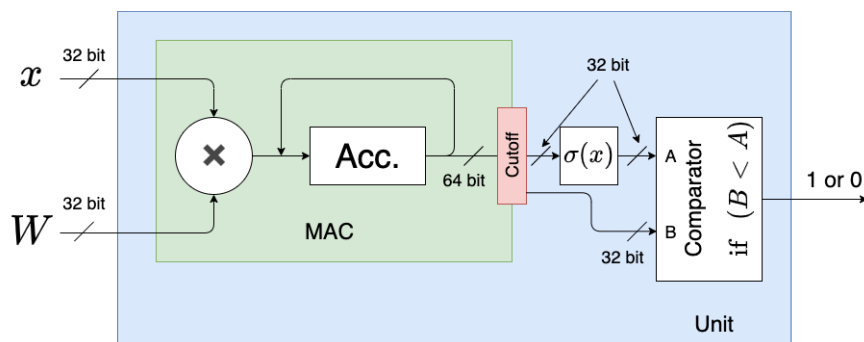 32 bit
x
32 bit
W
×
Acc.
MAC
64 bit
Cutoff
32 bit
σ(x)
32 bit
A
B
Comparator
if (B < A)
1 or 0
Unit